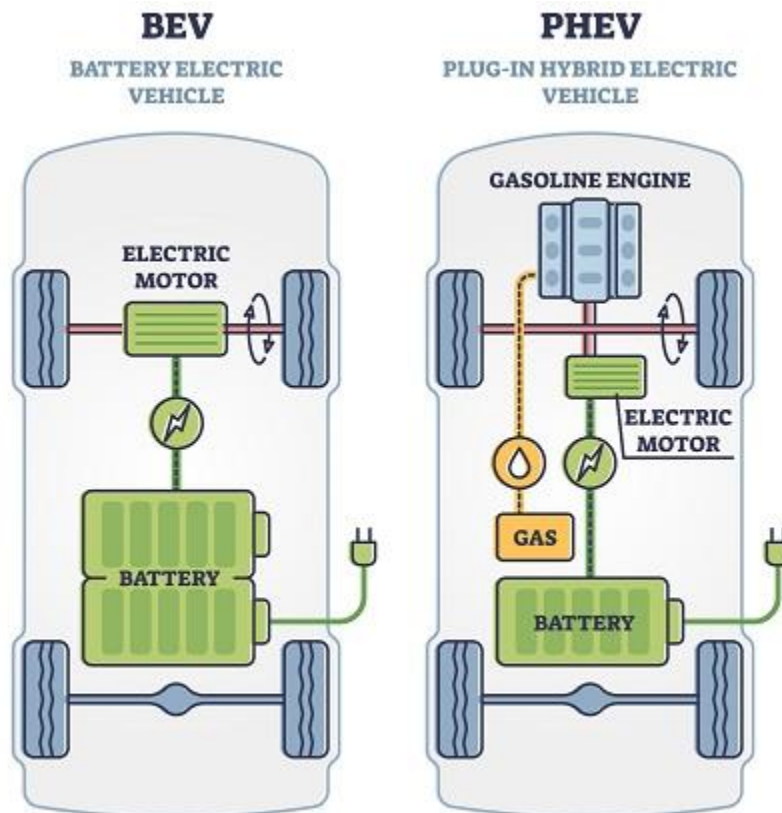 BEV
BATTERY ELECTRIC
VEHICLE
ELECTRIC
MOTOR
BATTERY
PHEV
PLUG-IN HYBRID ELECTRIC
VEHICLE
GASOLINE ENGINE
ELECTRIC
MOTOR
GAS
BATTERY